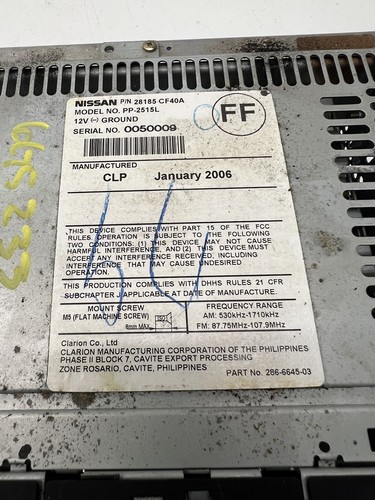 NISSAN P/N 28185 CF40A
MODEL NO. PP-2515L
12V (-) GROUND
SERIAL NO. 0050009
FF
MANUFACTURED
CLP January 2006
THIS DEVICE COMPLIES WITH PART 15 OF THE FCC
RULES. OPERATION IS SUBJECT TO THE FOLLOWING
TWO CONDITIONS: (1) THIS DEVICE MAY NOT CAUSE
HARMFUL INTERFERENCE, AND (2) THIS DEVICE MUST
ACCEPT ANY INTERFERENCE RECEIVED, INCLUDING
INTERFERENCE THAT MAY CAUSE UNDESIRED
OPERATION.
THIS PRODUCTION COMPLIES WITH DHHS RULES 21 CFR
SUBCHAPTER J APPLICABLE AT DATE OF MANUFACTURE.
MOUNT SCREW
M5 (FLAT MACHINE SCREW)
8mm MAX
ISO
FREQUENCY RANGE
AM: 530kHz-1710kHz
FM: 87.75MHz-107.9MHz
Clarion Co., Ltd
CLARION MANUFACTURING CORPORATION OF THE PHILIPPINES
PHASE II BLOCK 7, CAVITE EXPORT PROCESSING
ZONE ROSARIO, CAVITE, PHILIPPINES
PART No. 286-6645-03